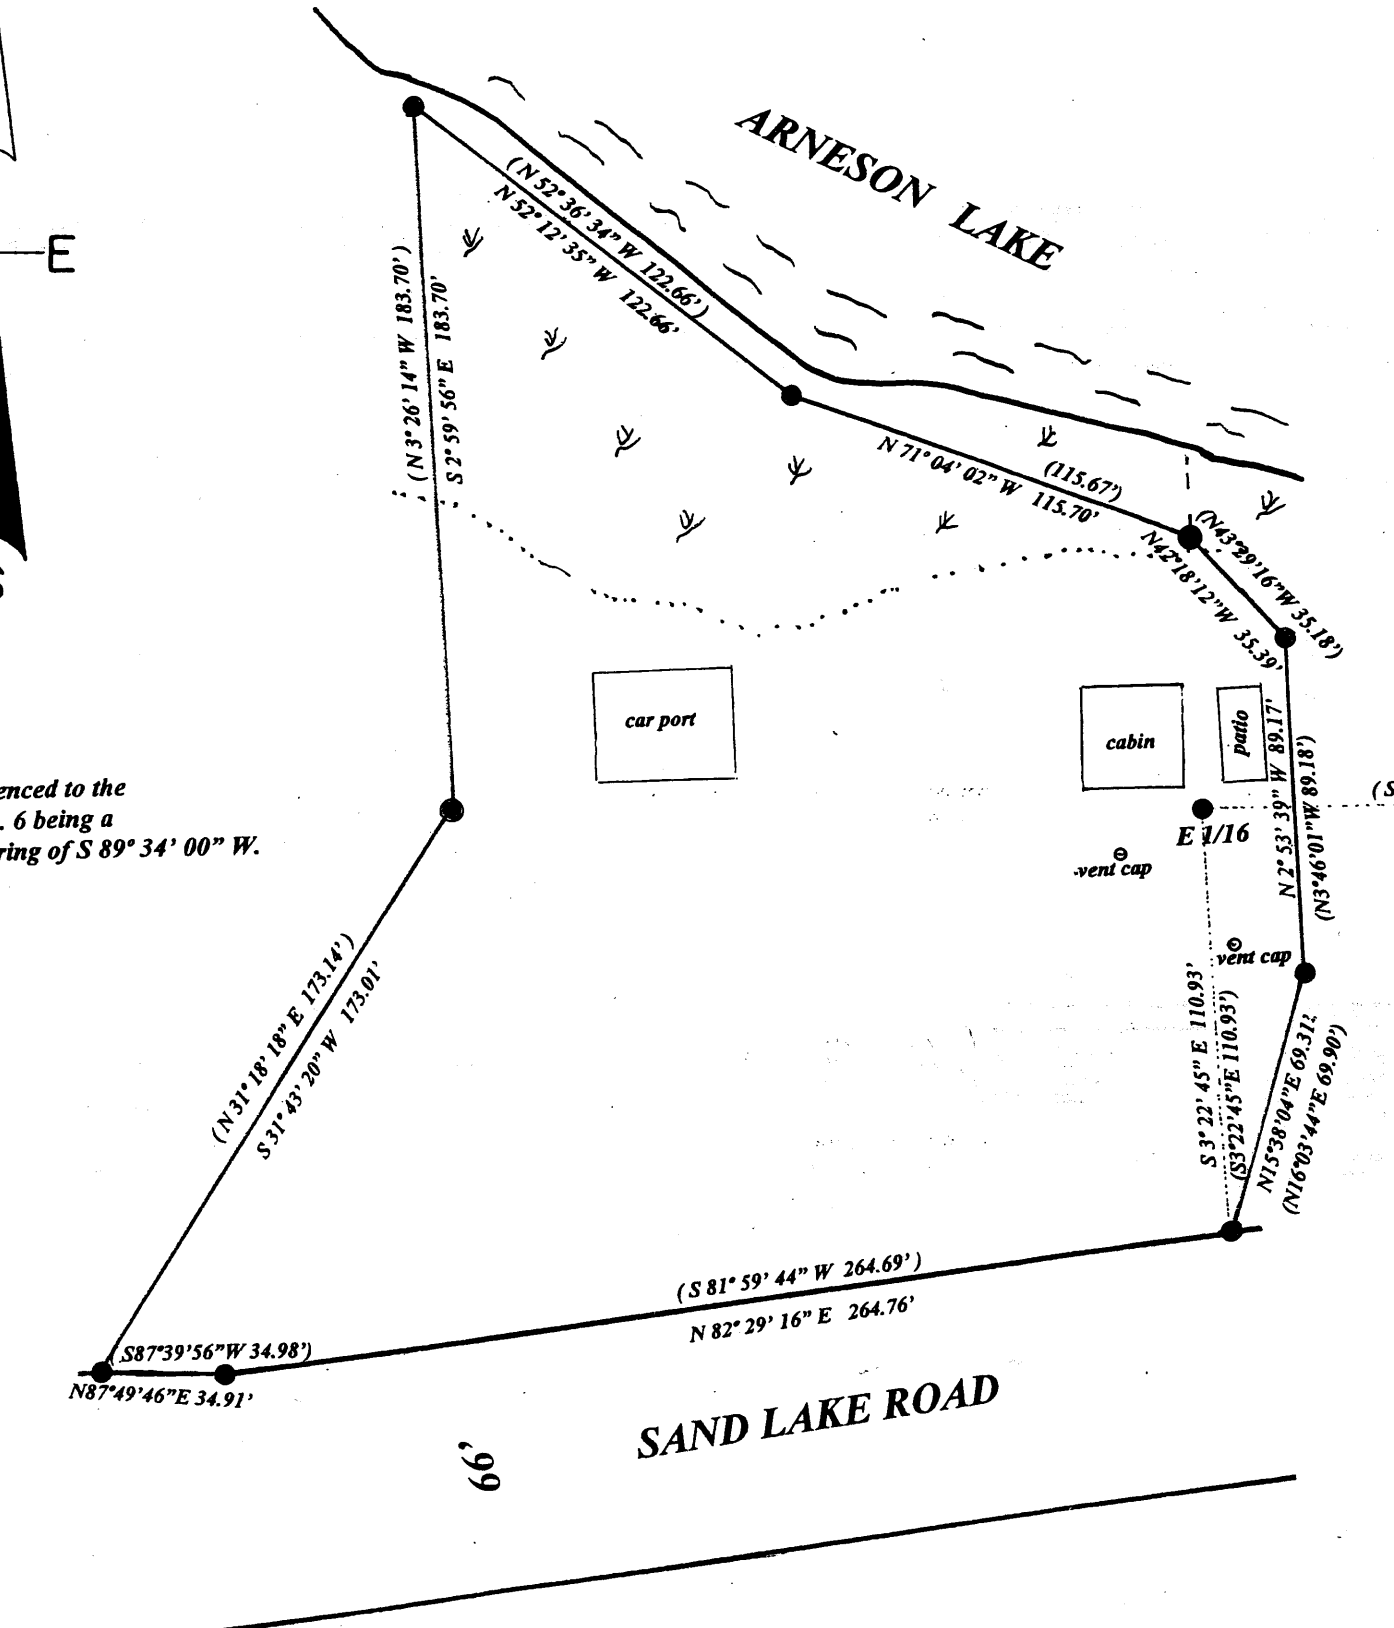 ARNESON LAKE
E
(N 52° 36' 34" W 122.66')
N 52° 12' 35" W 122.66'
(N 3° 26' 14" W 183.70')
S 2° 59' 56" E 183.70'
N 71° 04' 02" W 115.70'
(115.67')
(N43°29'16"W 35.18')
N42°18'12"W 35.39'
car port
cabin
patio
N 2° 53' 39" W 89.17'
(N3°46'01"W 89.18')
E 1/16
(S
vent cap
vent cap
enced to the
. 6 being a
ring of S 89° 34' 00" W.
(N 31° 18' 18" E 173.14')
S 31° 43' 20" W 173.01'
S 3° 22' 45" E 110.93'
(S3°22'45"E 110.93')
N15°38'04"E 69.31'
(N16°03'44"E 69.90')
(S 81° 59' 44" W 264.69')
N 82° 29' 16" E 264.76'
(S87°39'56"W 34.98')
N87°49'46"E 34.91'
SAND LAKE ROAD
66'